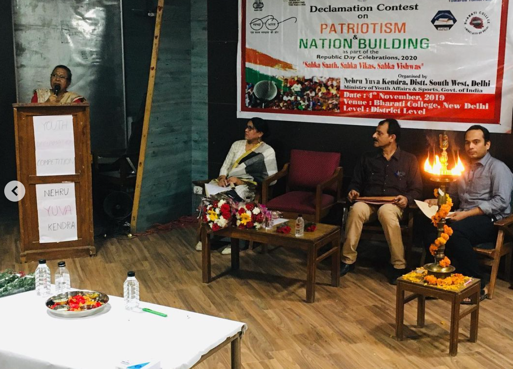 Declamation Contest
on
PATRIOTISM
&
NATION BUILDING
as part of the
Republic Day Celebrations, 2020
"Sabka Saath, Sabka Vikas, Sabka Vishwas"
Organised by
Nehru Yuva Kendra, Distt. South West, Delhi
Ministry of Youth Affairs & Sports, Govt. of India
Date : 4th November, 2019
Venue : Bharati College, New Delhi
Level : District Level
YOUTH
COMPETITION
NEHRU
YUVA
KENDRA